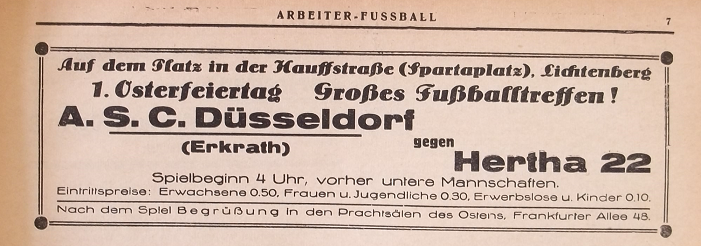 ARBEITER-FUSSBALL
7
Auf dem Platz in der Hauffstraße (Spartaplatz), Lichtenberg
1. Osterfeiertag Großes Fußballtreffen!
A. S. C. Düsseldorf
(Erkrath)
gegen
Hertha 22
Spielbeginn 4 Uhr, vorher untere Mannschaften.
Eintrittspreise: Erwachsene 0.50, Frauen u. Jugendliche 0.30, Erwerbslose u. Kinder 0.10.
Nach dem Spiel Begrüßung in den Prachtsälen des Ostens, Frankfurter Allee 48.